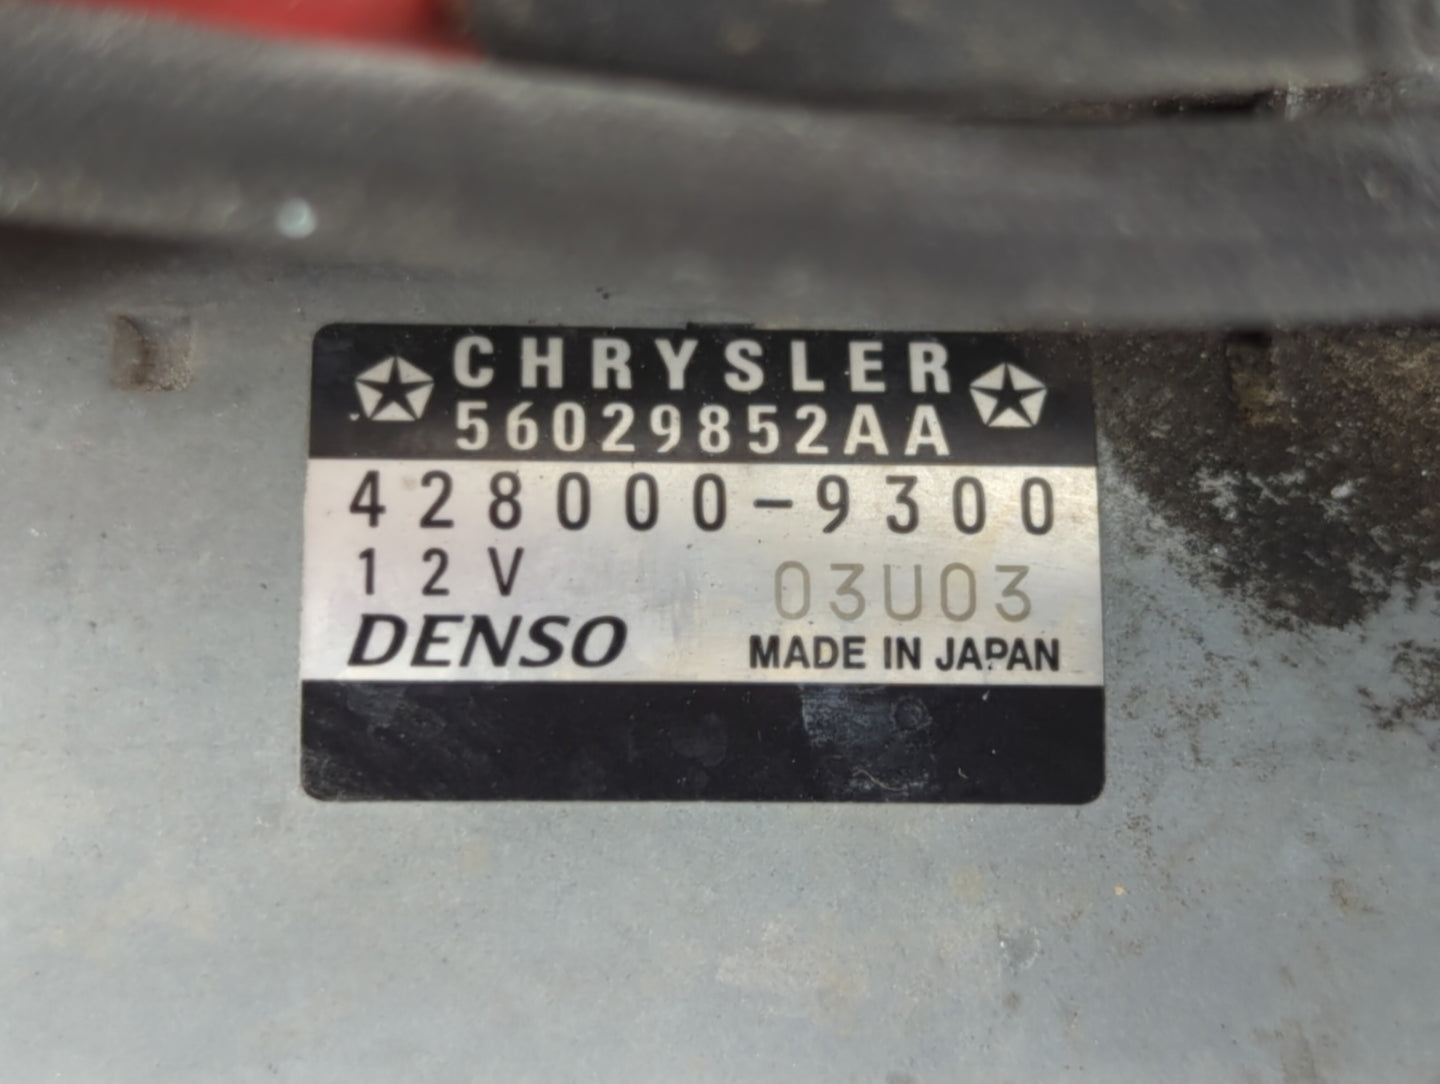 CHRYSLER
56029852AA
428000-9300
12V 03U03
DENSO MADE IN JAPAN